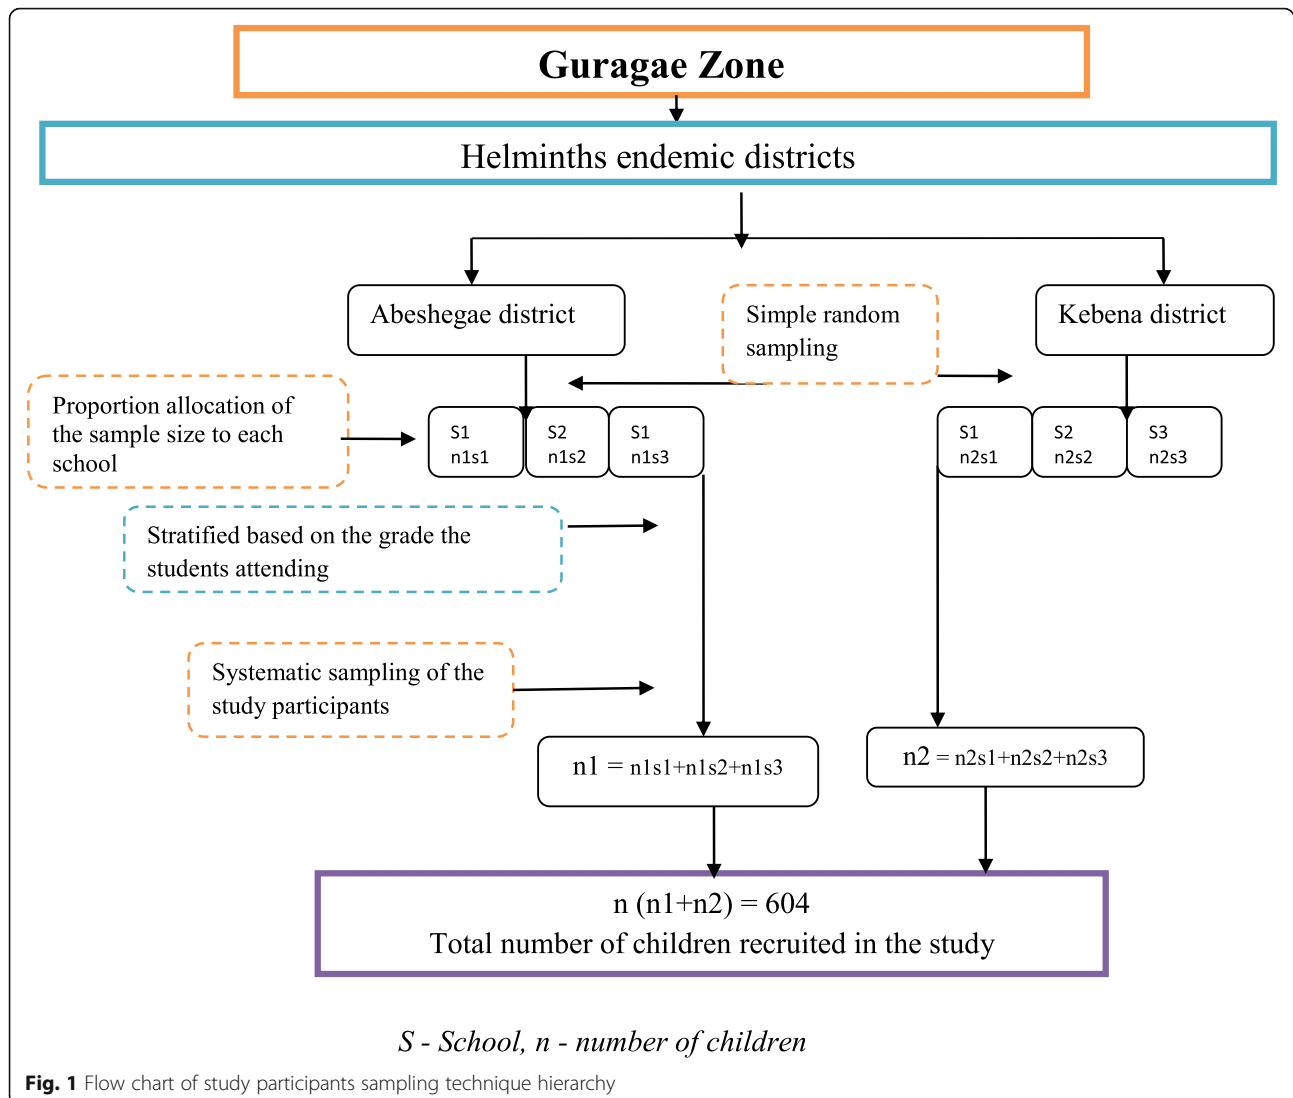 Guragae Zone
Helminths endemic districts
Abeshegae district
Simple random
sampling
Kebena district
Proportion allocation of
the sample size to each
school
S1
n1s1
S2
n1s2
S1
n1s3
S1
n2s1
S2
n2s2
S3
n2s3
Stratified based on the grade the
students attending
Systematic sampling of the
study participants
n1 = n1s1+n1s2+n1s3
n2 = n2s1+n2s2+n2s3
n (n1+n2) = 604
Total number of children recruited in the study
S - School, n - number of children
Fig. 1 Flow chart of study participants sampling technique hierarchy